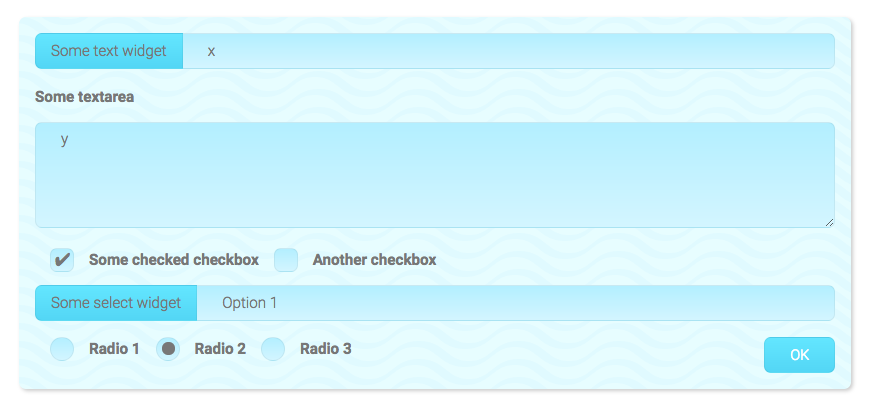 Some text widget x
Some textarea
y
Some checked checkbox Another checkbox
Some select widget Option 1
Radio 1 Radio 2 Radio 3 OK